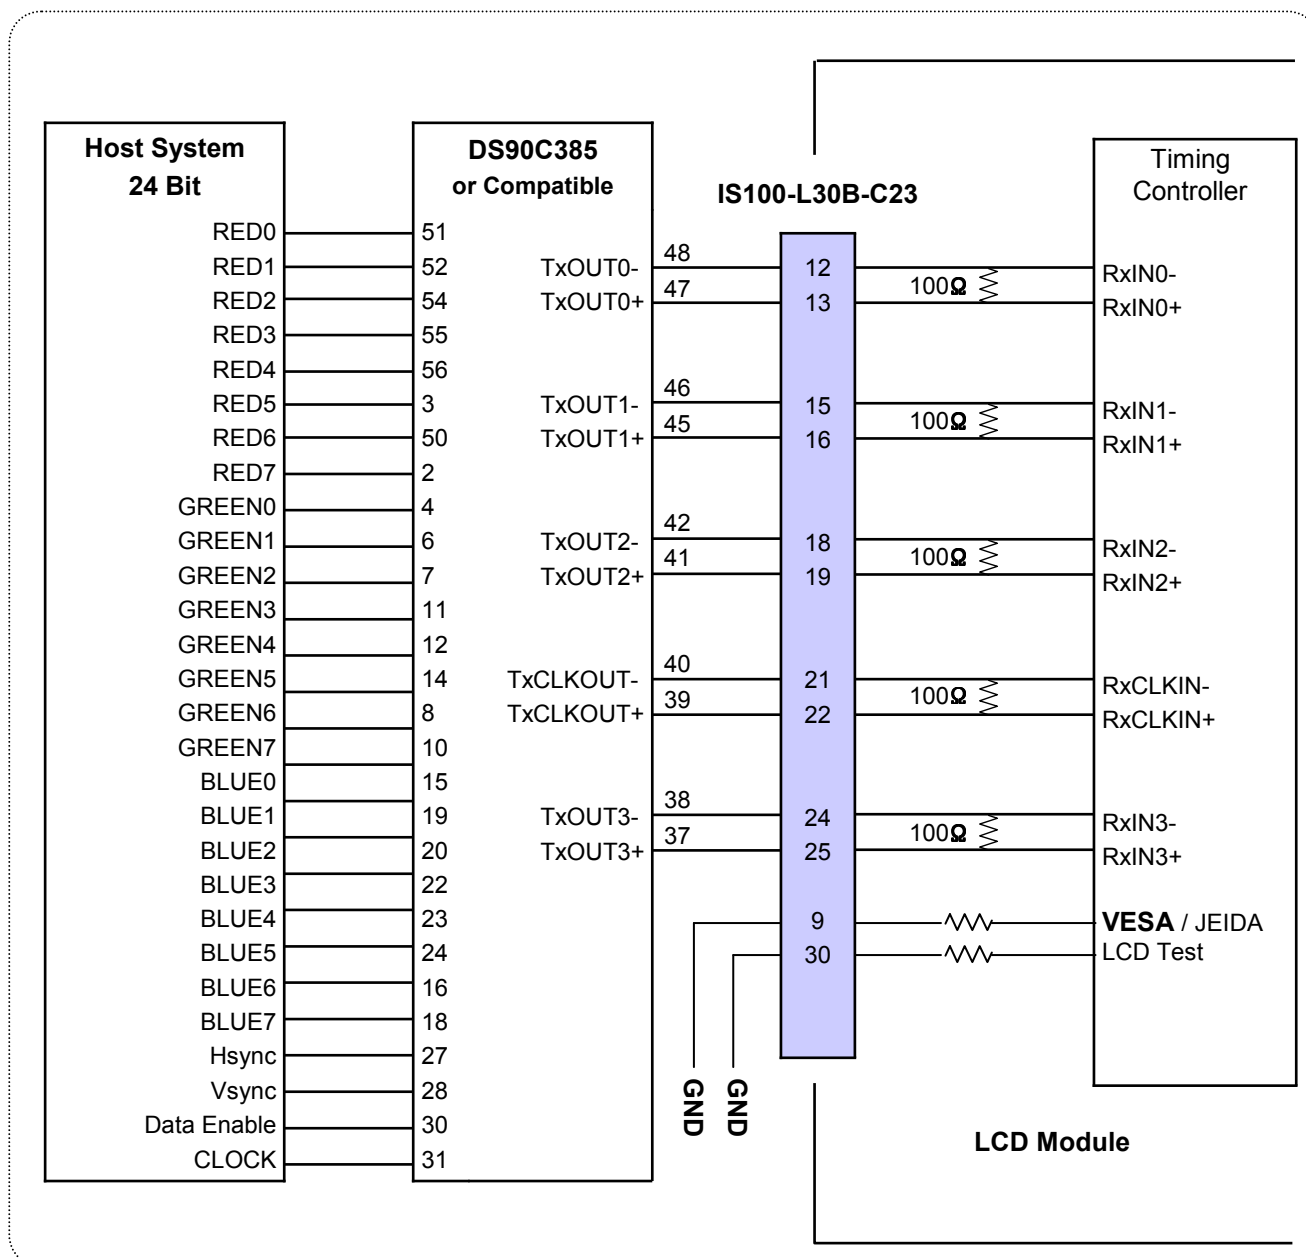 Host System
24 Bit
RED0
RED1
RED2
RED3
RED4
RED5
RED6
RED7
GREEN0
GREEN1
GREEN2
GREEN3
GREEN4
GREEN5
GREEN6
GREEN7
BLUE0
BLUE1
BLUE2
BLUE3
BLUE4
BLUE5
BLUE6
BLUE7
Hsync
Vsync
Data Enable
CLOCK
DS90C385
or Compatible
51
52
54
55
56
3
50
2
4
6
7
11
12
14
8
10
15
19
20
22
23
24
16
18
27
28
30
31
TxOUT0-
TxOUT0+
TxOUT1-
TxOUT1+
TxOUT2-
TxOUT2+
TxCLKOUT-
TxCLKOUT+
TxOUT3-
TxOUT3+
48
47
46
45
42
41
40
39
38
37
GND
GND
IS100-L30B-C23
12
13
15
16
18
19
21
22
24
25
9
30
100Ω
100Ω
100Ω
100Ω
100Ω
Timing
Controller
RxIN0-
RxIN0+
RxIN1-
RxIN1+
RxIN2-
RxIN2+
RxCLKIN-
RxCLKIN+
RxIN3-
RxIN3+
VESA / JEIDA
LCD Test
LCD Module